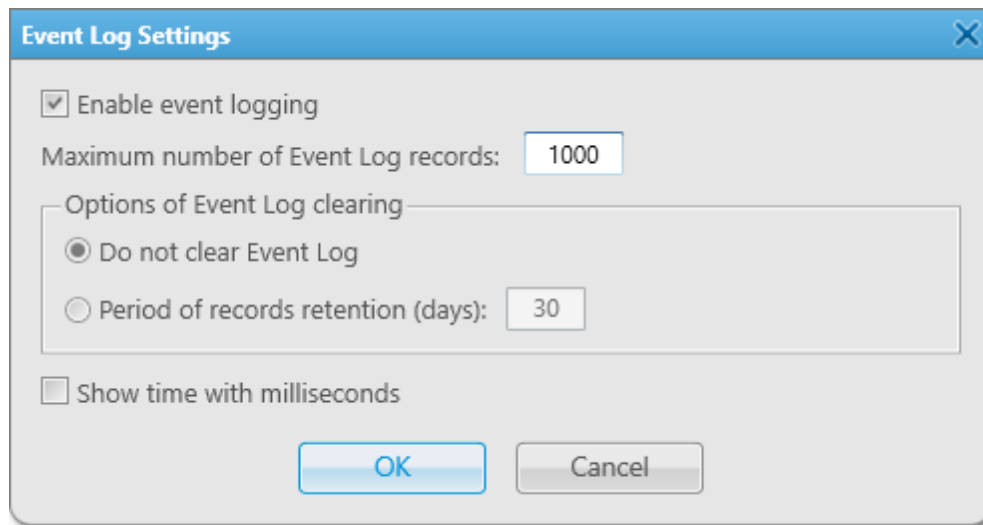 Event Log Settings
Enable event logging
Maximum number of Event Log records: 1000
Options of Event Log clearing
Do not clear Event Log
Period of records retention (days): 30
Show time with milliseconds
OK Cancel